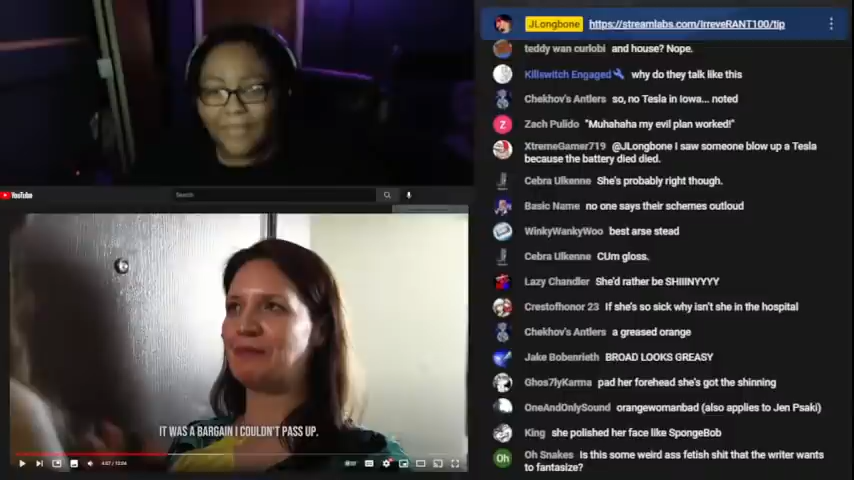 JLongbone https://streamlabs.com/IrreveRANT100/tip
teddy wan curlobi and house? Nope.
Killswitch Engaged why do they talk like this
Chekhov's Antlers so, no Tesla in Iowa... noted
Zach Pulido "Muhahaha my evil plan worked!"
XtremeGamer719 @JLongbone I saw someone blow up a Tesla
because the battery died died.
Cebra Ulkenne She's probably right though.
Basic Name no one says their schemes outloud
WinkyWankyWoo best arse stead
Cebra Ulkenne CUm gloss.
Lazy Chandler She'd rather be SHIIINYYYY
Crestofhonor 23 If she's so sick why isn't she in the hospital
Chekhov's Antlers a greased orange
Jake Bobenrieth BROAD LOOKS GREASY
Ghos7lyKarma pad her forehead she's got the shinning
OneAndOnlySound orangewomanbad (also applies to Jen Psaki)
King she polished her face like SpongeBob
Oh Oh Snakes Is this some weird ass fetish shit that the writer wants
to fantasize?
YouTube
Search
IT WAS A BARGAIN I COULDN'T PASS UP.